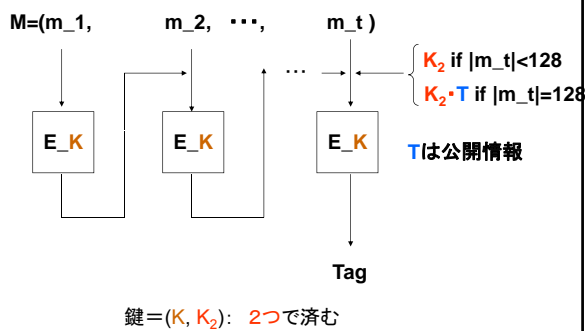 M=(m_1, m_2, ・・・, m_t )
K2 if |m_t|<128
K2・T if |m_t|=128
E_K E_K E_K
Tは公開情報
Tag
鍵=(K, K2): 2つで済む